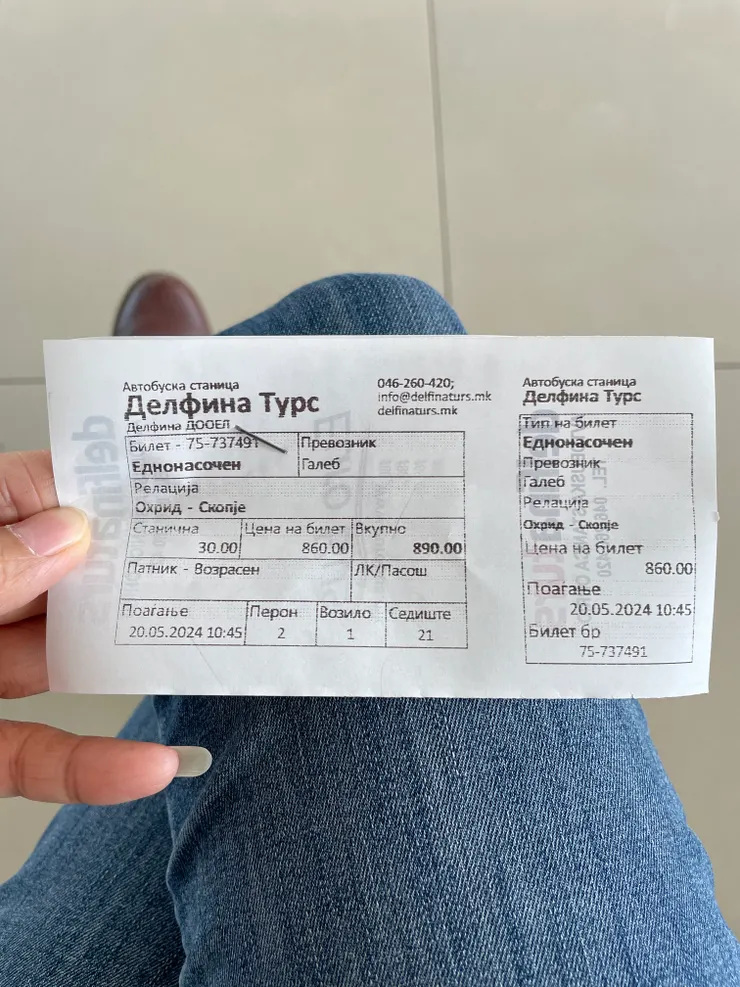 Автобуска станица
Делфина Турс
Делфина ДООЕЛ
046-260-420;
info@delfinaturs.mk
delfinaturs.mk
Билет - 75-737491
Превозник
Еднонасочен
Галеб
Релација
Охрид - Скопје
Станична Цена на билет Вкупно
30.00 860.00 890.00
Патник - Возрасен ЛК/Пасош
Поаѓање Перон Возило Седиште
20.05.2024 10:45 2 1 21
Автобуска станица
Делфина Турс
Тип на билет
Еднонасочен
Превозник
Галеб
Релација
Охрид - Скопје
Цена на билет
860.00
Поаѓање
20.05.2024 10:45
Билет бр
75-737491
delfinaturs